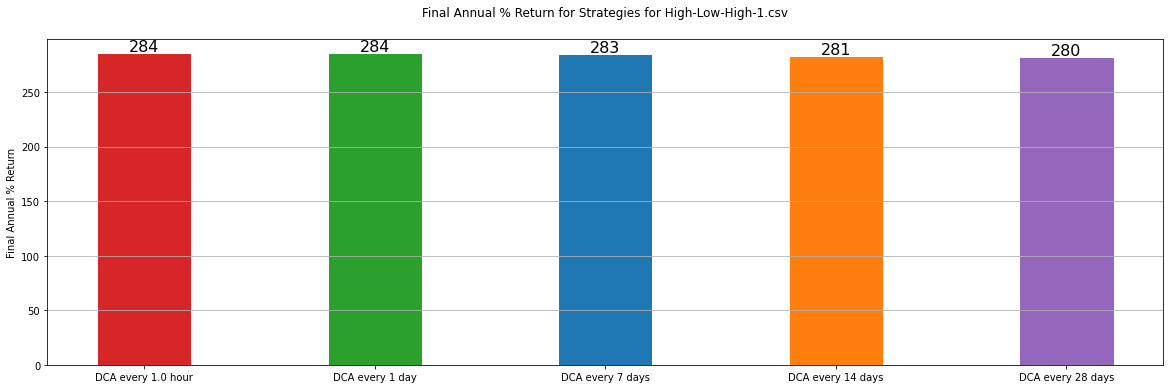 Final Annual % Return for Strategies for High-Low-High-1.csv
284
284
283
281
280
250
200
150
100
50
0
Final Annual % Return
DCA every 1.0 hour
DCA every 1 day
DCA every 7 days
DCA every 14 days
DCA every 28 days